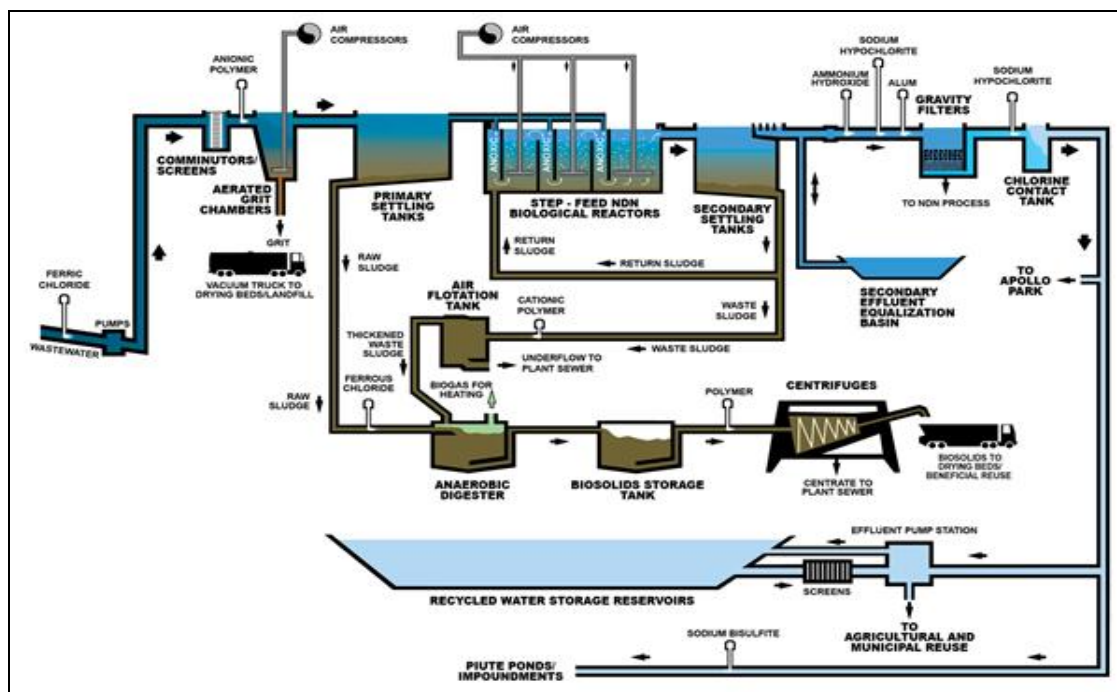 AIR
COMPRESSORS
AIR
COMPRESSORS
ANIONIC
POLYMER
SODIUM
HYPOCHLORITE
AMMONIUM
HYDROXIDE
ALUM
GRAVITY
FILTERS
SODIUM
HYPOCHLORITE
COMMINUTORS/
SCREENS
AERATED
GRIT
CHAMBERS
GRIT
VACUUM TRUCK TO
DRYING BEDS/LANDFILL
FERRIC
CHLORIDE
PUMPS
WASTEWATER
PRIMARY
SETTLING
TANKS
ANOXIC
ANOXIC
ANOXIC
STEP - FEED NDN
BIOLOGICAL REACTORS
SECONDARY
SETTLING
TANKS
TO NDN PROCESS
CHLORINE
CONTACT
TANK
RETURN
SLUDGE
RETURN SLUDGE
RAW
SLUDGE
AIR
FLOTATION
TANK
CATIONIC
POLYMER
WASTE
SLUDGE
WASTE SLUDGE
SECONDARY
EFFLUENT
EQUALIZATION
BASIN
TO
APOLLO
PARK
THICKENED
WASTE
SLUDGE
UNDERFLOW TO
PLANT SEWER
RAW
SLUDGE
FERROUS
CHLORIDE
BIOGAS FOR
HEATING
POLYMER
CENTRIFUGES
ANAEROBIC
DIGESTER
BIOSOLIDS STORAGE
TANK
CENTRATE TO
PLANT SEWER
BIOSOLIDS TO
DRYING BEDS/
BENEFICIAL REUSE
EFFLUENT PUMP STATION
RECYCLED WATER STORAGE RESERVOIRS
SCREENS
TO
AGRICULTURAL AND
MUNICIPAL REUSE
SODIUM BISULFITE
PIUTE PONDS/
IMPOUNDMENTS